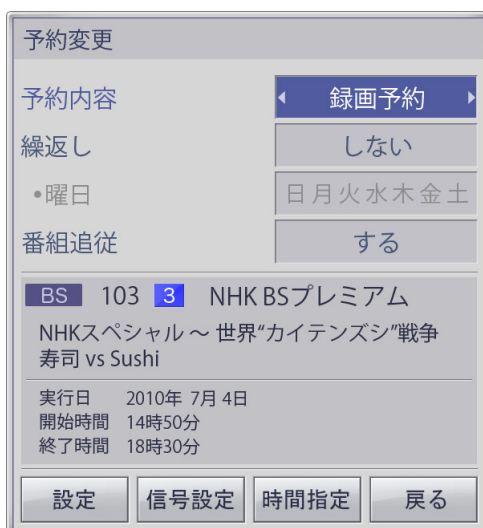 予約変更
予約内容 録画予約
繰返し しない
•曜日 日月火水木金土
番組追従 する
BS 103 3 NHK BSプレミアム
NHKスペシャル ～ 世界“カイテンズシ”戦争
寿司 vs Sushi
実行日 2010年 7月 4日
開始時間 14時50分
終了時間 18時30分
設定 信号設定 時間指定 戻る